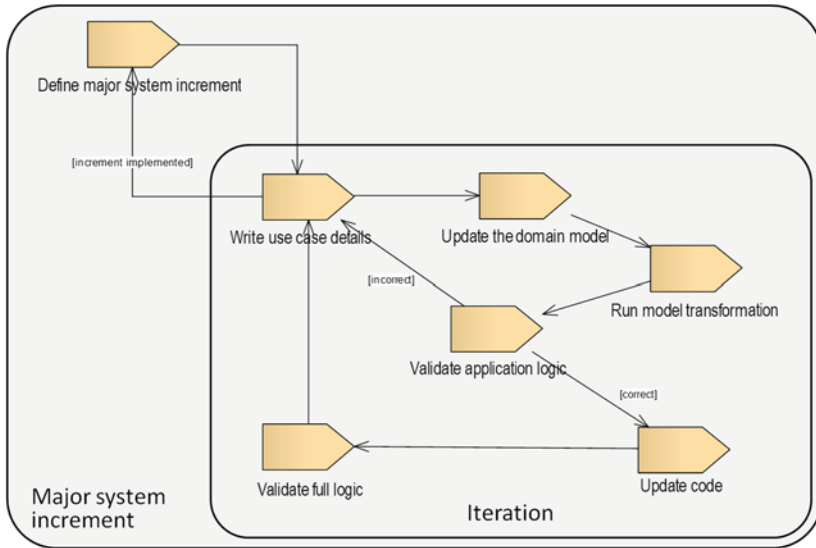 Define major system increment
[increment implemented]
Write use case details
Update the domain model
[incorrect]
Run model transformation
Validate application logic
[correct]
Validate full logic
Update code
Major system
increment
Iteration